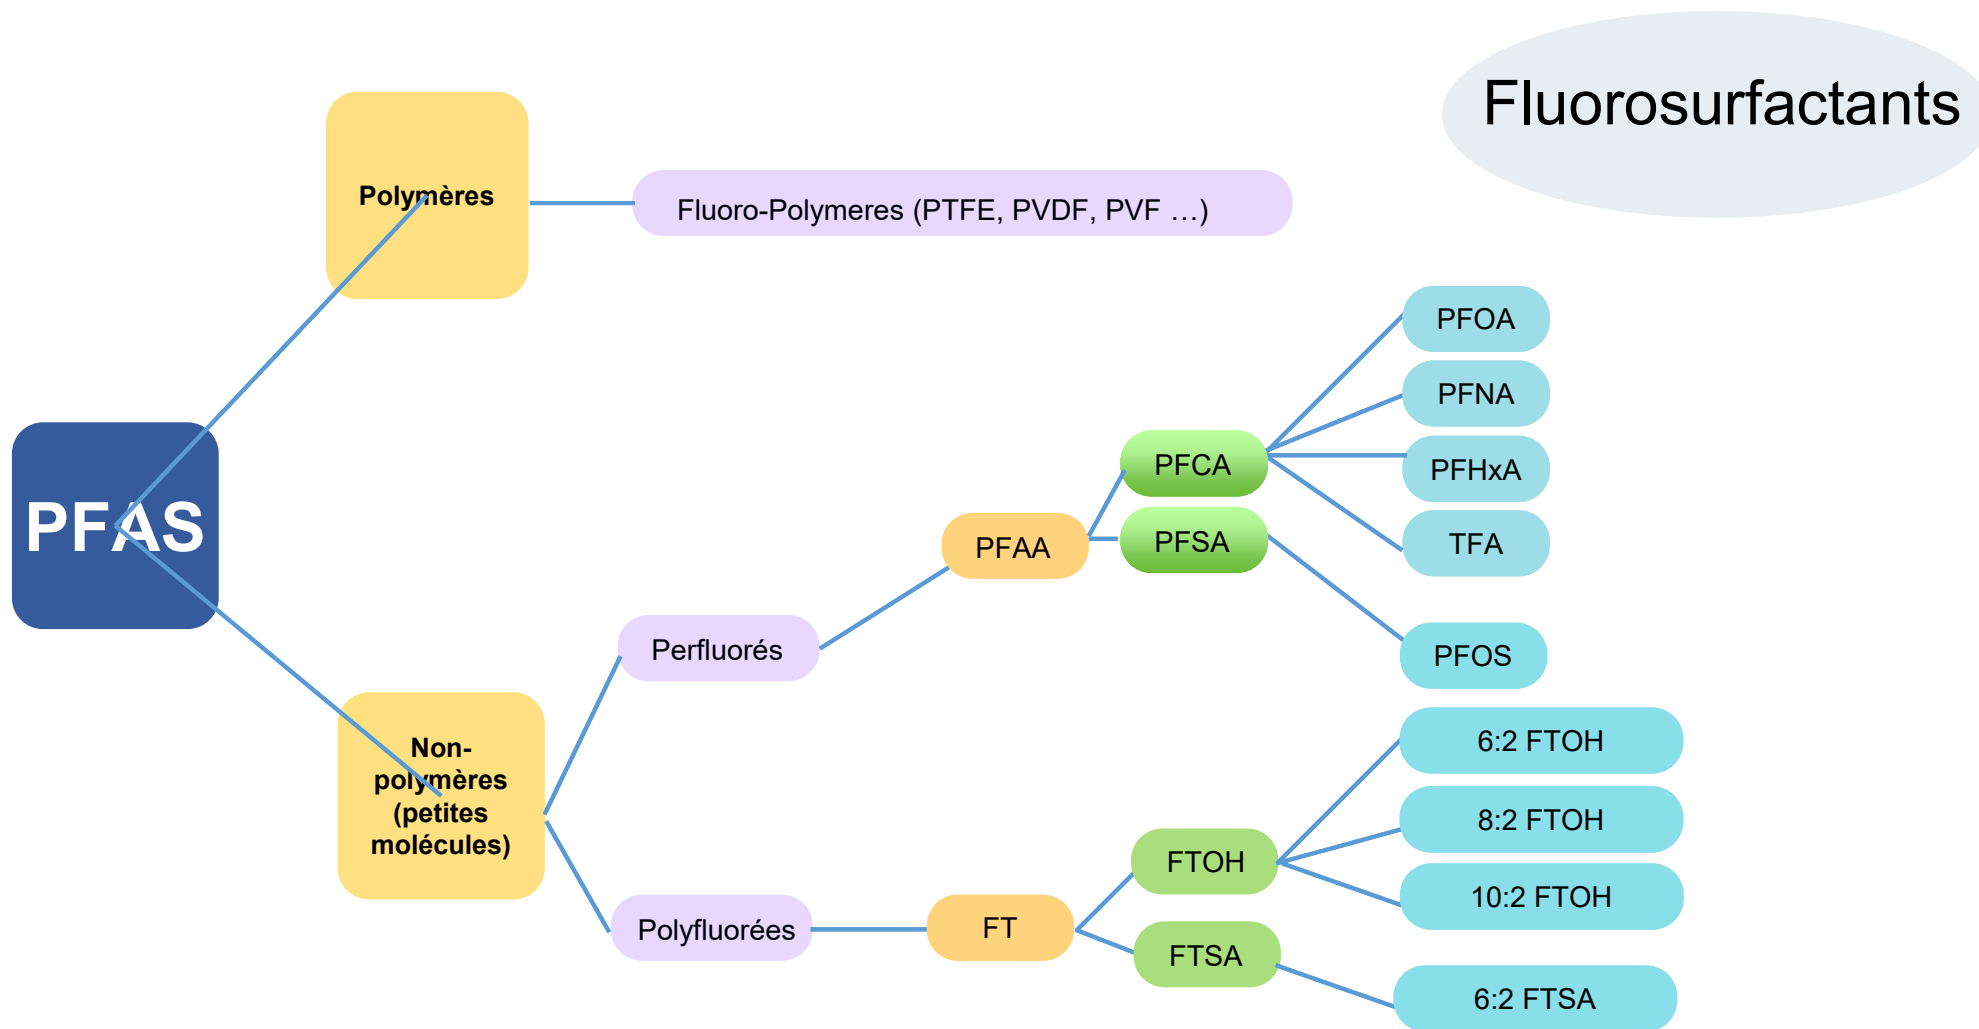 Fluorosurfactants
Polymères
Fluoro-Polymeres (PTFE, PVDF, PVF …)
PFOA
PFNA
PFCA
PFHxA
PFAS
PFAA
PFSA
TFA
Perfluorés
PFOS
Non-
polymères
(petites
molécules)
6:2 FTOH
8:2 FTOH
FTOH
10:2 FTOH
Polyfluorées
FT
FTSA
6:2 FTSA